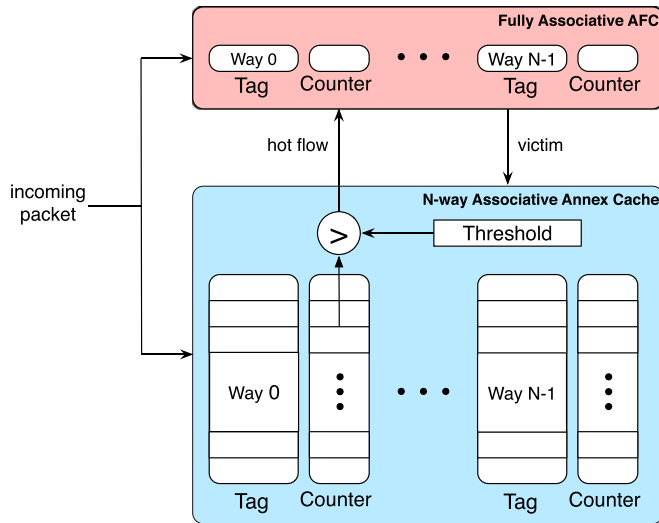 Fully Associative AFC
Way 0
Way N-1
Tag
Counter
Tag
Counter
hot flow
victim
incoming
packet
N-way Associative Annex Cache
>
Threshold
Way 0
Way N-1
Tag
Counter
Tag
Counter